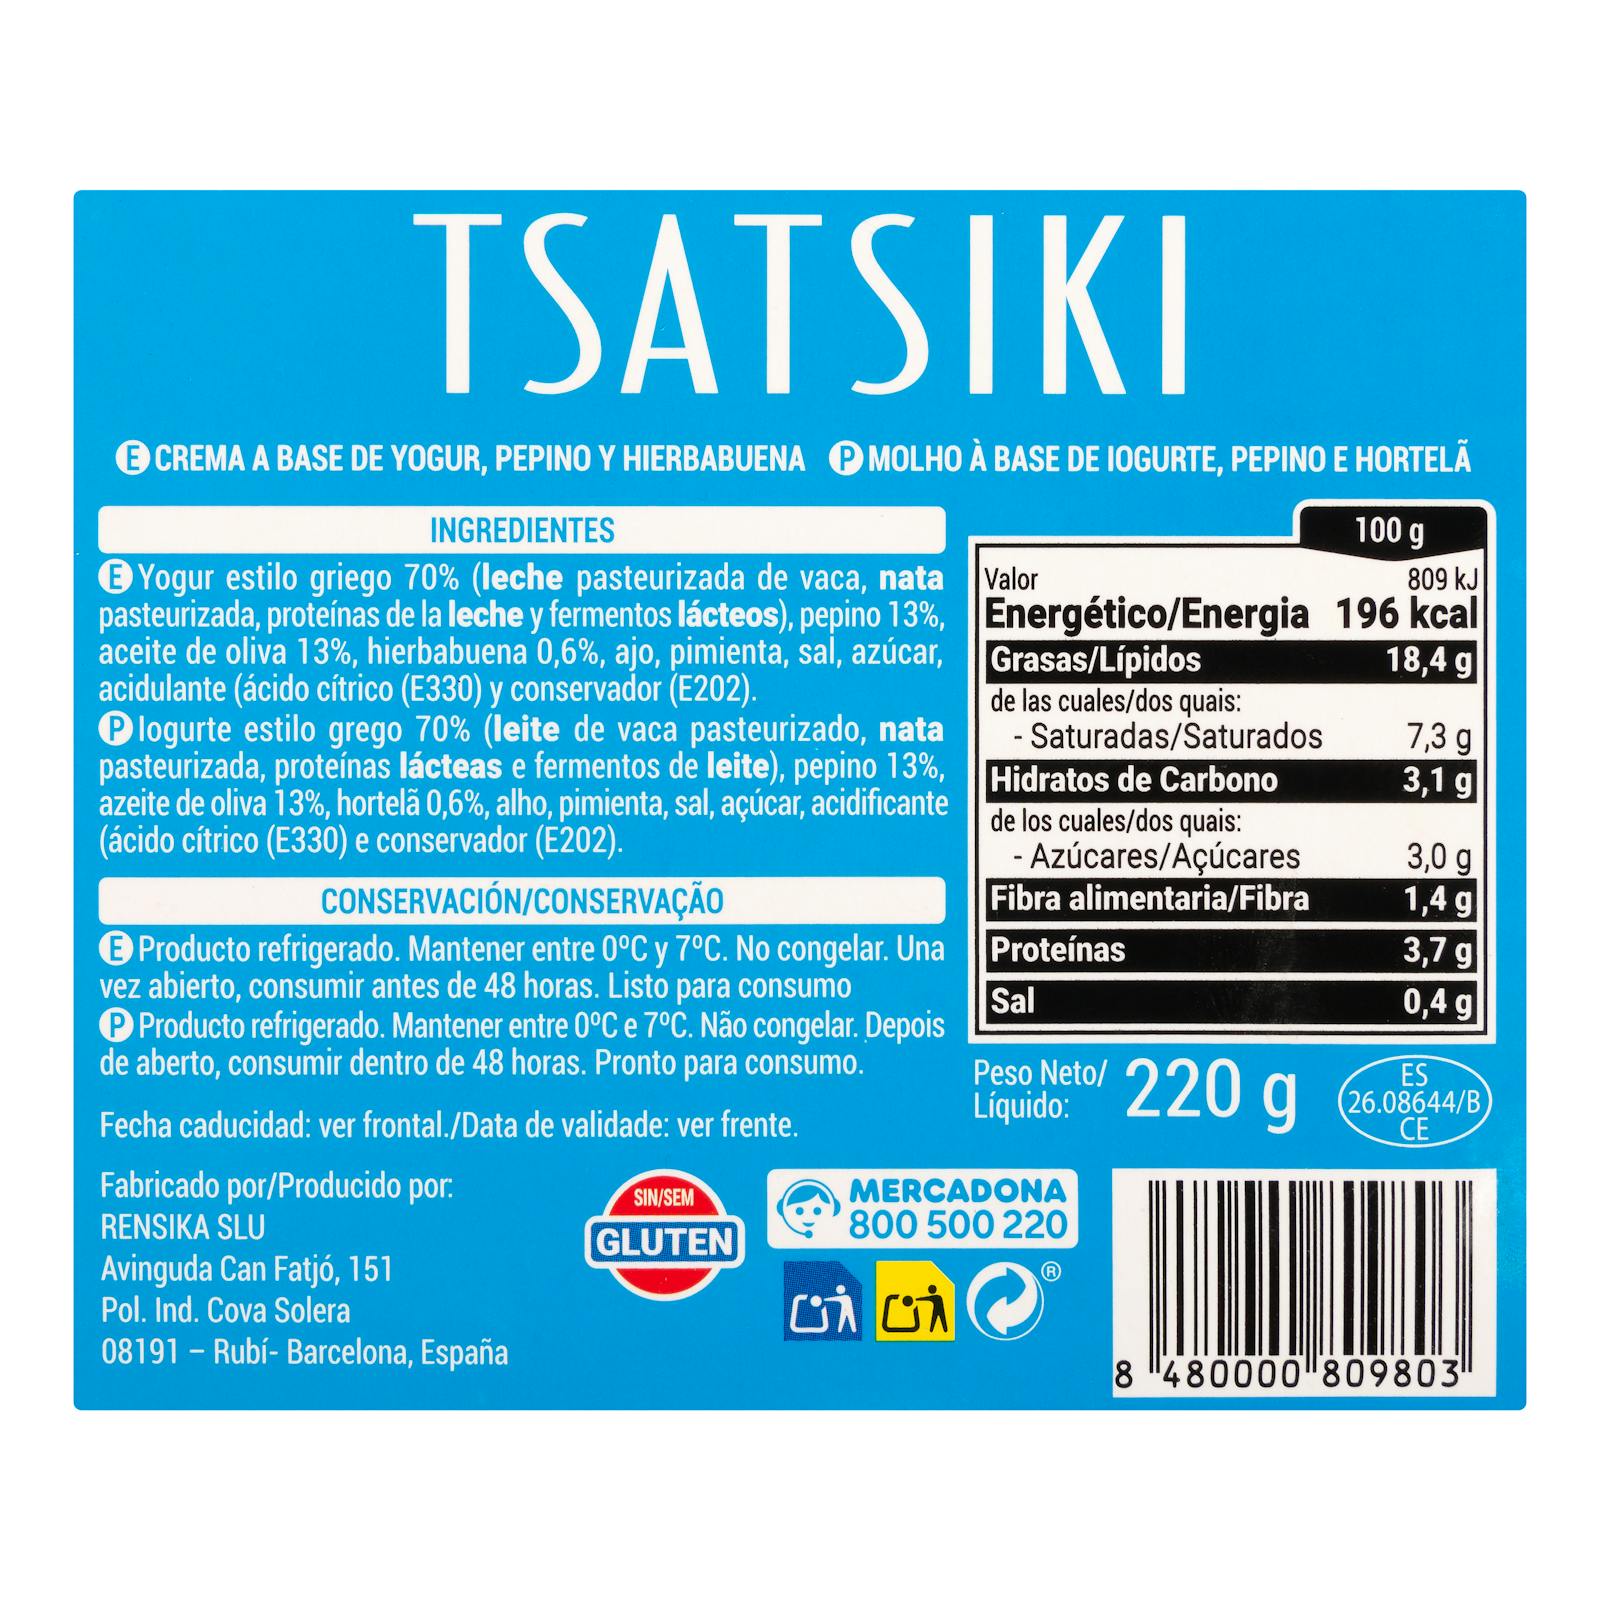 TSATSIKI
E CREMA A BASE DE YOGUR, PEPINO Y HIERBABUENA P MOLHO À BASE DE IOGURTE, PEPINO E HORTELÃ
INGREDIENTES
E Yogur estilo griego 70% (leche pasteurizada de vaca, nata
pasteurizada, proteínas de la leche y fermentos lácteos), pepino 13%,
aceite de oliva 13%, hierbabuena 0,6%, ajo, pimienta, sal, azúcar,
acidulante (ácido cítrico (E330) y conservador (E202).
P Iogurte estilo grego 70% (leite de vaca pasteurizado, nata
pasteurizada, proteínas lácteas e fermentos de leite), pepino 13%,
azeite de oliva 13%, hortelã 0,6%, alho, pimienta, sal, açúcar, acidificante
(ácido cítrico (E330) e conservador (E202).
CONSERVACIÓN/CONSERVAÇÃO
E Producto refrigerado. Mantener entre 0ºC y 7ºC. No congelar. Una
vez abierto, consumir antes de 48 horas. Listo para consumo
P Producto refrigerado. Mantener entre 0ºC e 7ºC. Não congelar. Depois
de aberto, consumir dentro de 48 horas. Pronto para consumo.
Fecha caducidad: ver frontal./Data de validade: ver frente.
Fabricado por/Producido por:
RENSIKA SLU
Avinguda Can Fatjó, 151
Pol. Ind. Cova Solera
08191 – Rubí- Barcelona, España
SIN/SEM
GLUTEN
MERCADONA
800 500 220
®
100 g
Valor 809 kJ
Energético/Energia 196 kcal
Grasas/Lípidos 18,4 g
de las cuales/dos quais:
- Saturadas/Saturados 7,3 g
Hidratos de Carbono 3,1 g
de los cuales/dos quais:
- Azúcares/Açúcares 3,0 g
Fibra alimentaria/Fibra 1,4 g
Proteínas 3,7 g
Sal 0,4 g
Peso Neto/
Líquido: 220 g
ES
26.08644/B
CE
8 480000 809803